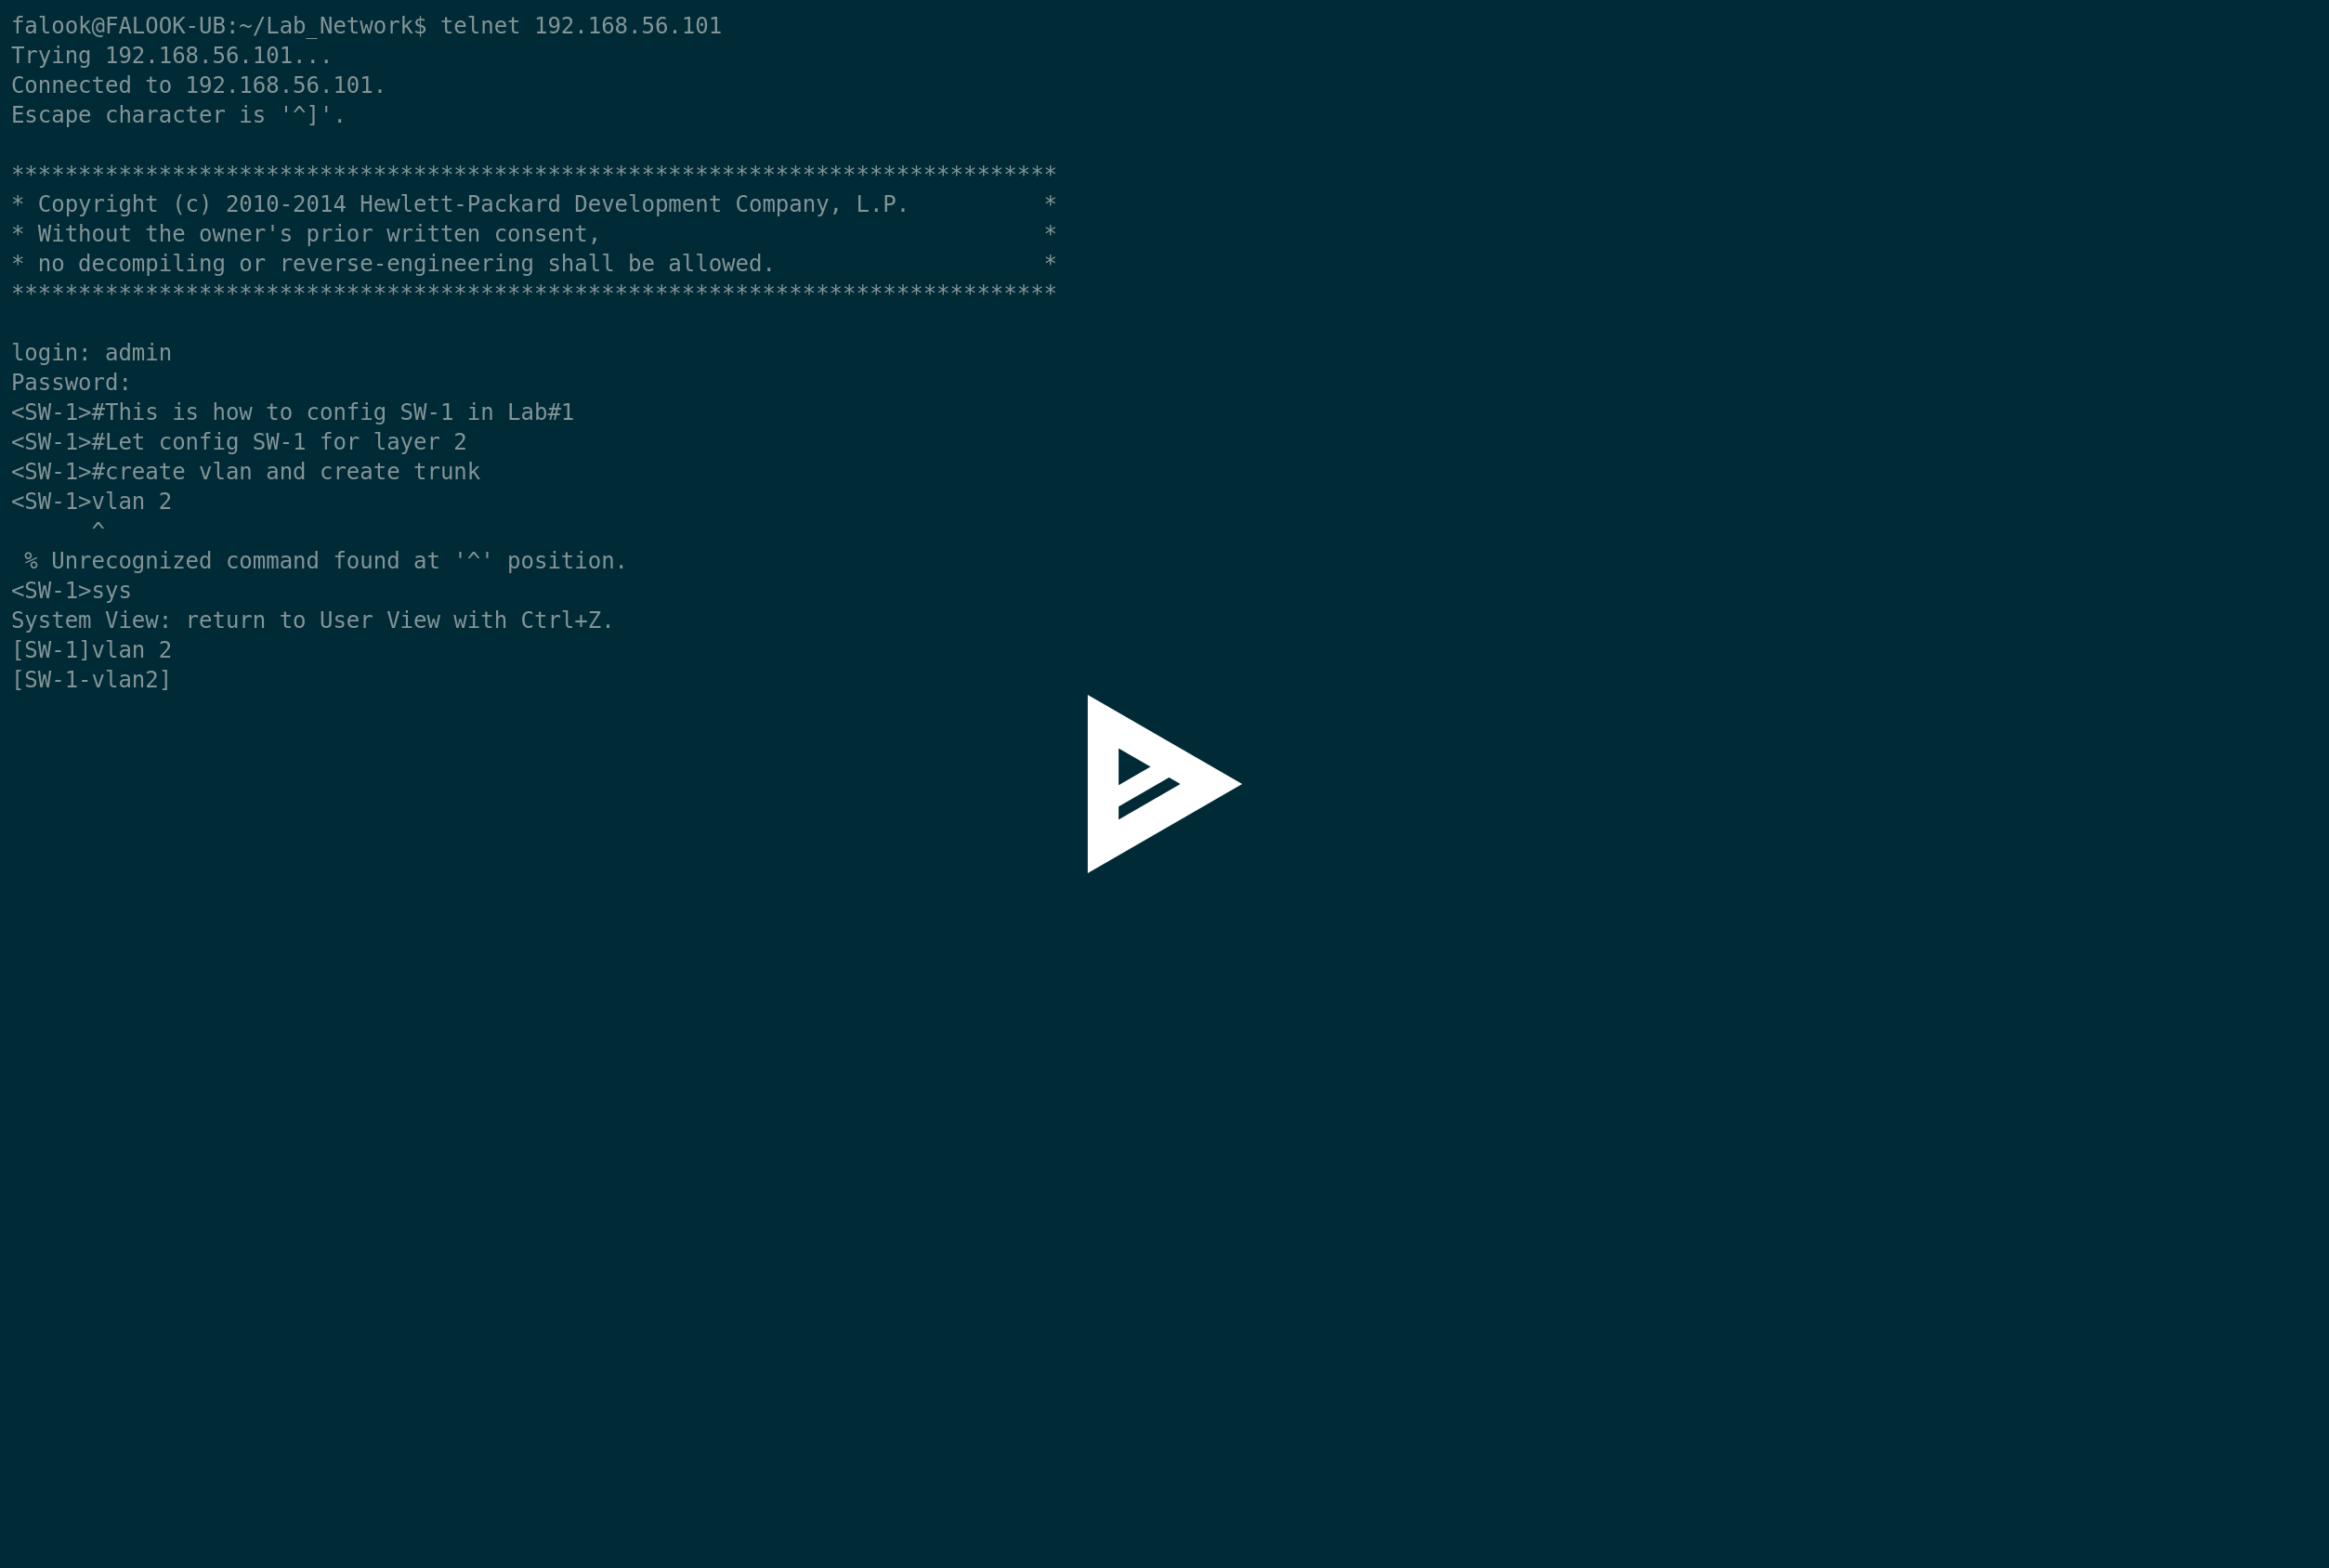 falook@FALOOK-UB:~/Lab_Network$ telnet 192.168.56.101
Trying 192.168.56.101...
Connected to 192.168.56.101.
Escape character is '^]'.
******************************************************************************
* Copyright (c) 2010-2014 Hewlett-Packard Development Company, L.P.          *
* Without the owner's prior written consent,                                 *
* no decompiling or reverse-engineering shall be allowed.                    *
******************************************************************************
login: admin
Password:
<SW-1>#This is how to config SW-1 in Lab#1
<SW-1>#Let config SW-1 for layer 2
<SW-1>#create vlan and create trunk
<SW-1>vlan 2
      ^
 % Unrecognized command found at '^' position.
<SW-1>sys
System View: return to User View with Ctrl+Z.
[SW-1]vlan 2
[SW-1-vlan2]